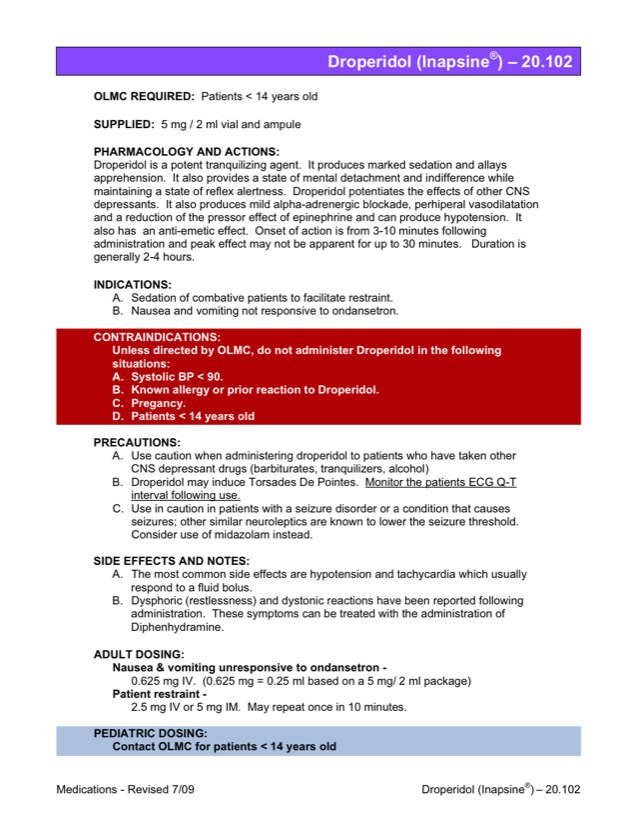 Droperidol (Inapsine®) – 20.102
OLMC REQUIRED: Patients < 14 years old
SUPPLIED: 5 mg / 2 ml vial and ampule
PHARMACOLOGY AND ACTIONS:
Droperidol is a potent tranquilizing agent. It produces marked sedation and allays
apprehension. It also provides a state of mental detachment and indifference while
maintaining a state of reflex alertness. Droperidol potentiates the effects of other CNS
depressants. It also produces mild alpha-adrenergic blockade, perhiperal vasodilatation
and a reduction of the pressor effect of epinephrine and can produce hypotension. It
also has an anti-emetic effect. Onset of action is from 3-10 minutes following
administration and peak effect may not be apparent for up to 30 minutes. Duration is
generally 2-4 hours.
INDICATIONS:
A. Sedation of combative patients to facilitate restraint.
B. Nausea and vomiting not responsive to ondansetron.
CONTRAINDICATIONS:
Unless directed by OLMC, do not administer Droperidol in the following
situations:
A. Systolic BP < 90.
B. Known allergy or prior reaction to Droperidol.
C. Pregancy.
D. Patients < 14 years old
PRECAUTIONS:
A. Use caution when administering droperidol to patients who have taken other
CNS depressant drugs (barbiturates, tranquilizers, alcohol)
B. Droperidol may induce Torsades De Pointes. Monitor the patients ECG Q-T
interval following use.
C. Use in caution in patients with a seizure disorder or a condition that causes
seizures; other similar neuroleptics are known to lower the seizure threshold.
Consider use of midazolam instead.
SIDE EFFECTS AND NOTES:
A. The most common side effects are hypotension and tachycardia which usually
respond to a fluid bolus.
B. Dysphoric (restlessness) and dystonic reactions have been reported following
administration. These symptoms can be treated with the administration of
Diphenhydramine.
ADULT DOSING:
Nausea & vomiting unresponsive to ondansetron -
0.625 mg IV. (0.625 mg = 0.25 ml based on a 5 mg/ 2 ml package)
Patient restraint -
2.5 mg IV or 5 mg IM. May repeat once in 10 minutes.
PEDIATRIC DOSING:
Contact OLMC for patients < 14 years old
Medications - Revised 7/09 Droperidol (Inapsine®) – 20.102